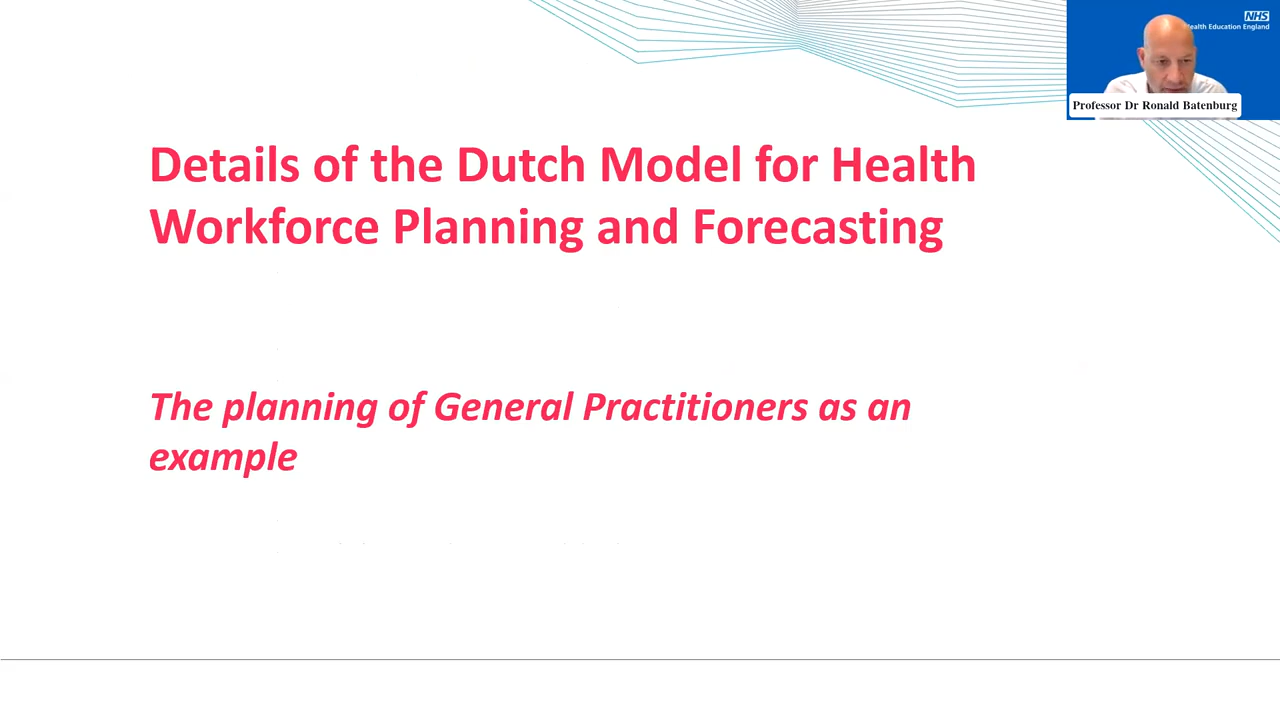 NHS
Health Education England
Professor Dr Ronald Batenburg
Details of the Dutch Model for Health
Workforce Planning and Forecasting
The planning of General Practitioners as an
example